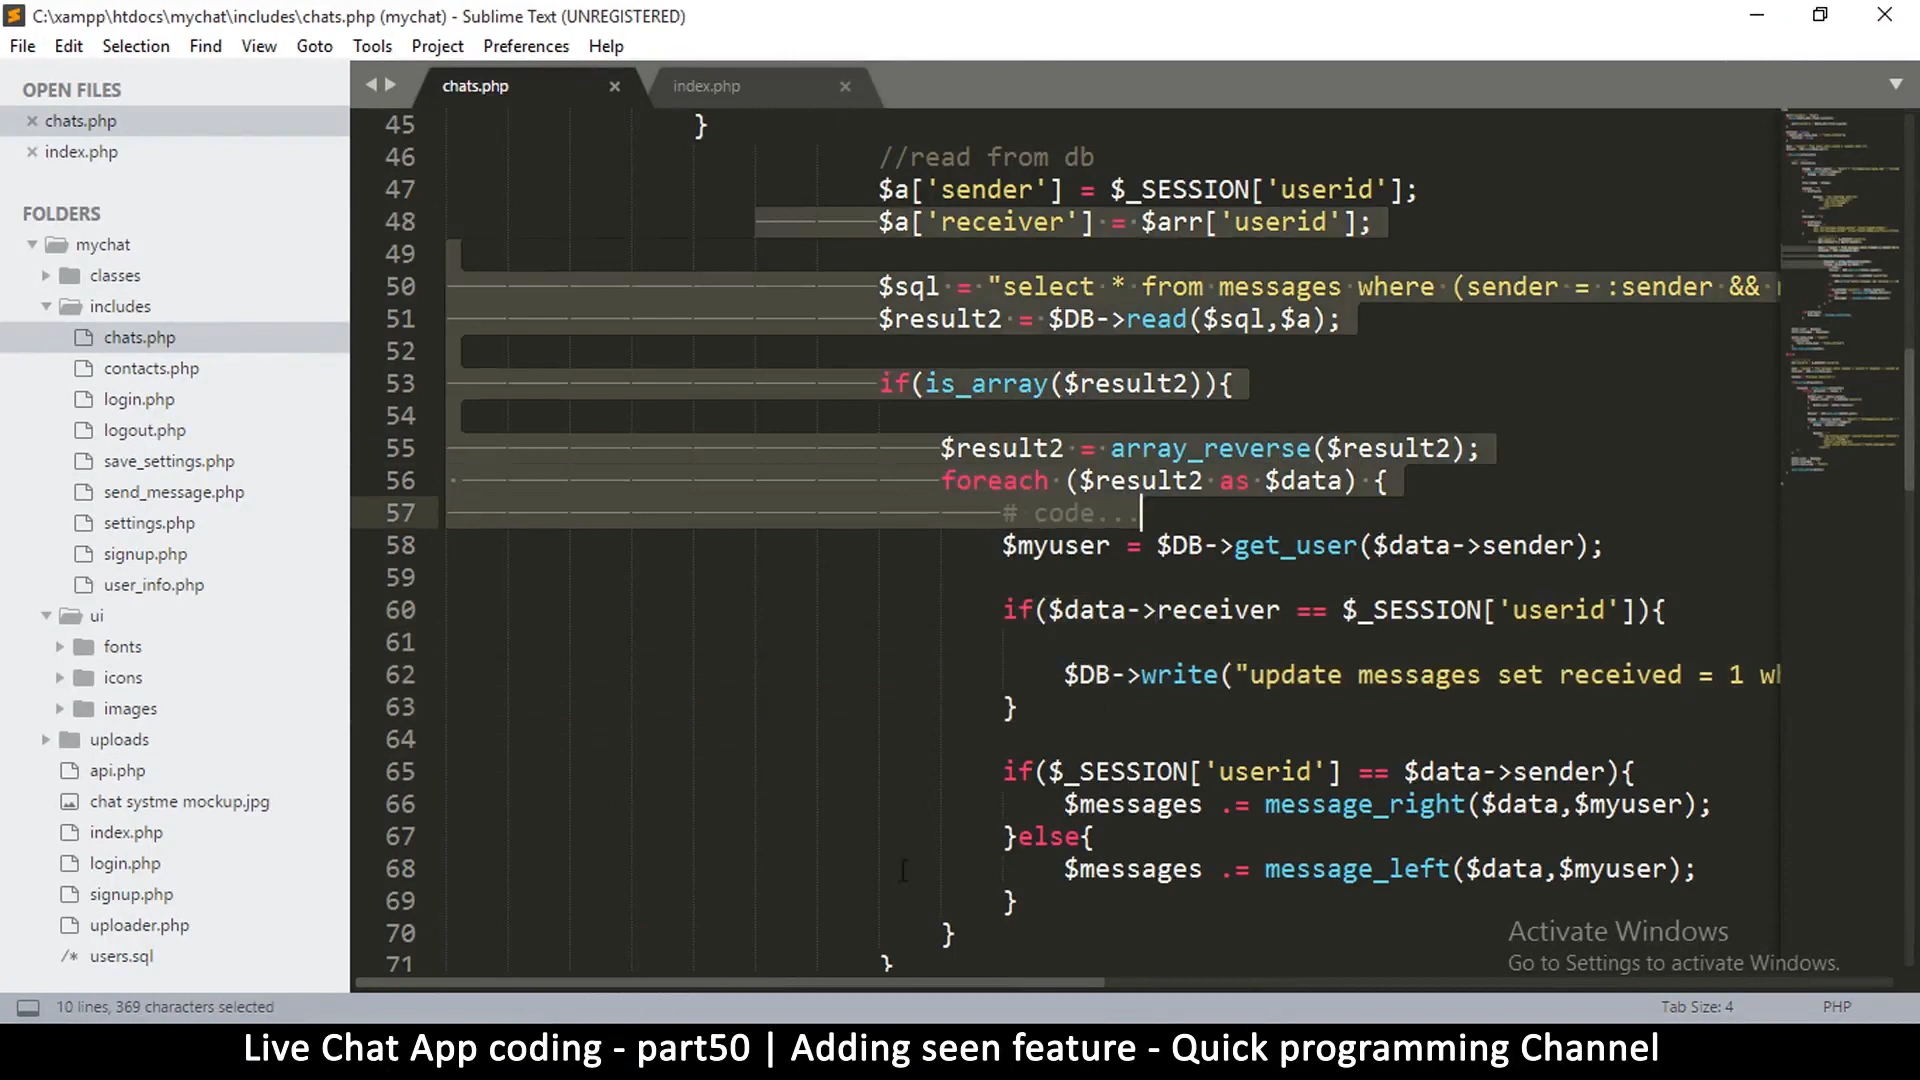 C:\xampp\htdocs\mychat\includes\chats.php (mychat) - Sublime Text (UNREGISTERED)
File Edit Selection Find View Goto Tools Project Preferences Help
OPEN FILES
chats.php
index.php
FOLDERS
mychat
classes
includes
chats.php
contacts.php
login.php
logout.php
save_settings.php
send_message.php
settings.php
signup.php
user_info.php
ui
fonts
icons
images
uploads
api.php
chat systme mockup.jpg
index.php
login.php
signup.php
uploader.php
/* users.sql
chats.php index.php
45 }
46 //read from db
47 $a['sender'] = $_SESSION['userid'];
48 $a['receiver'] = $arr['userid'];
49
50 $sql = "select * from messages where (sender = :sender &&
51 $result2 = $DB->read($sql,$a);
52
53 if(is_array($result2)){
54
55 $result2 = array_reverse($result2);
56 foreach ($result2 as $data) {
57 # code...
58 $myuser = $DB->get_user($data->sender);
59
60 if($data->receiver == $_SESSION['userid']){
61
62 $DB->write("update messages set received = 1
63 }
64
65 if($_SESSION['userid'] == $data->sender){
66 $messages .= message_right($data,$myuser);
67 }else{
68 $messages .= message_left($data,$myuser);
69 }
70 }
71 }
Activate Windows
Go to Settings to activate Windows.
10 lines, 369 characters selected Tab Size: 4 PHP
Live Chat App coding - part50 | Adding seen feature - Quick programming Channel